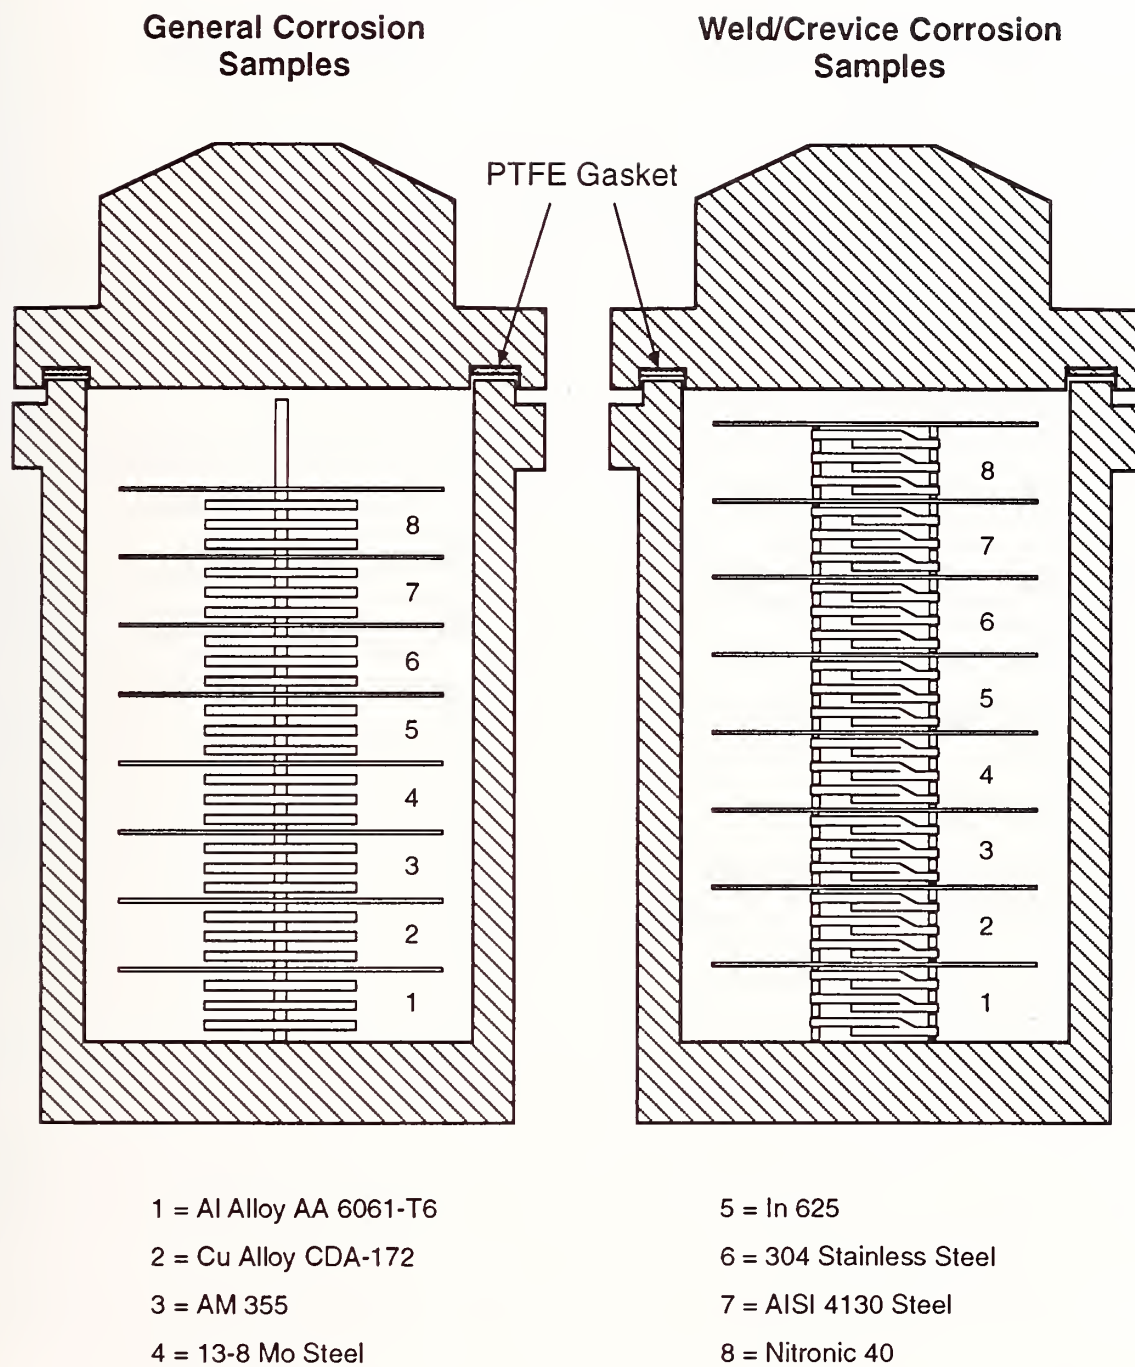 General Corrosion
Samples
Weld/Crevice Corrosion
Samples
PTFE Gasket
8
7
6
5
4
3
2
1
8
7
6
5
4
3
2
1
1 = Al Alloy AA 6061-T6
2 = Cu Alloy CDA-172
3 = AM 355
4 = 13-8 Mo Steel
5 = In 625
6 = 304 Stainless Steel
7 = AISI 4130 Steel
8 = Nitronic 40